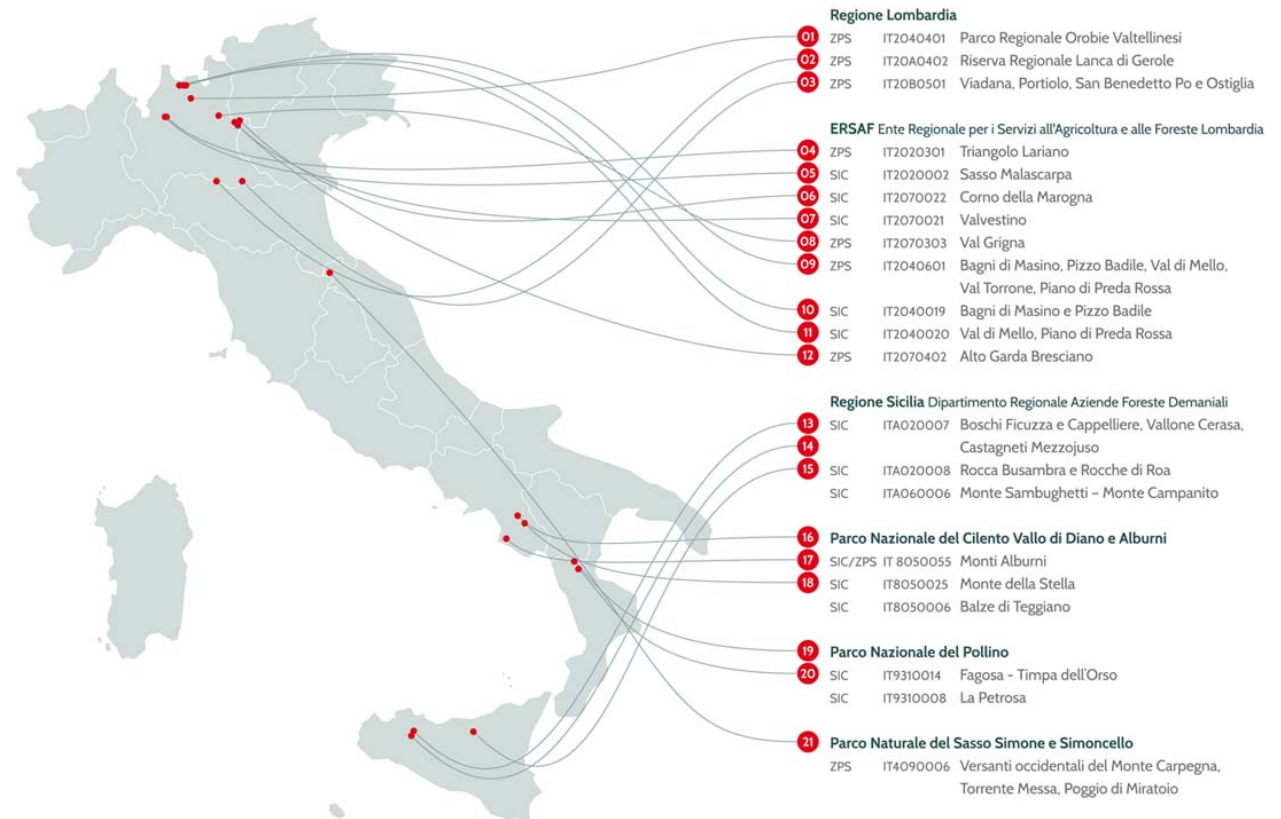 Regione Lombardia
01 ZPS IT2040401 Parco Regionale Orobie Valtellinesi
02 ZPS IT20A0402 Riserva Regionale Lanca di Gerole
03 ZPS IT20B0501 Viadana, Portiolo, San Benedetto Po e Ostiglia
ERSAF Ente Regionale per i Servizi all'Agricoltura e alle Foreste Lombardia
04 ZPS IT2020301 Triangolo Lariano
05 SIC IT2020002 Sasso Malascarpa
06 SIC IT2070022 Corno della Marogna
07 SIC IT2070021 Valvestino
08 ZPS IT2070303 Val Grigna
09 ZPS IT2040601 Bagni di Masino, Pizzo Badile, Val di Mello,
Val Torrone, Piano di Preda Rossa
10 SIC IT2040019 Bagni di Masino e Pizzo Badile
11 SIC IT2040020 Val di Mello, Piano di Preda Rossa
12 ZPS IT2070402 Alto Garda Bresciano
Regione Sicilia Dipartimento Regionale Aziende Foreste Demaniali
13 SIC ITA020007 Boschi Ficuzza e Cappelliere, Vallone Cerasa,
14 Castagneti Mezzojuso
15 SIC ITA020008 Rocca Busambra e Rocche di Roa
SIC ITA060006 Monte Sambughetti – Monte Campanito
16 Parco Nazionale del Cilento Vallo di Diano e Alburni
17 SIC/ZPS IT 8050055 Monti Alburni
18 SIC IT8050025 Monte della Stella
SIC IT8050006 Balze di Teggiano
19 Parco Nazionale del Pollino
20 SIC IT9310014 Fagosa - Timpa dell'Orso
SIC IT9310008 La Petrosa
21 Parco Naturale del Sasso Simone e Simoncello
ZPS IT4090006 Versanti occidentali del Monte Carpegna,
Torrente Messa, Poggio di Miratoio